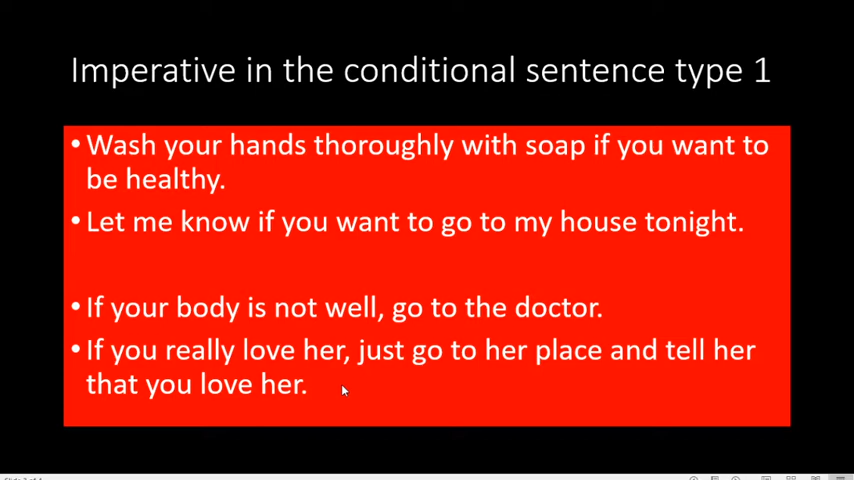 Imperative in the conditional sentence type 1
• Wash your hands thoroughly with soap if you want to
be healthy.
• Let me know if you want to go to my house tonight.
• If your body is not well, go to the doctor.
• If you really love her, just go to her place and tell her
that you love her.